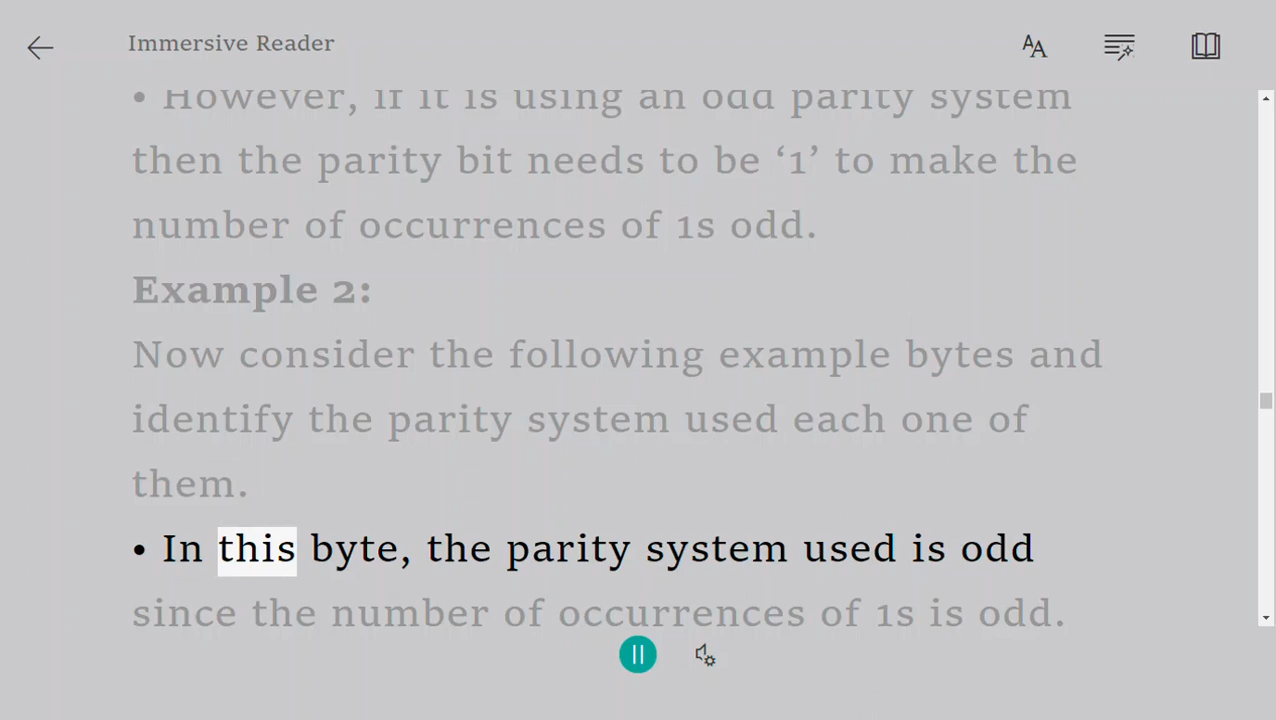 Immersive Reader
• However, if it is using an odd parity system
then the parity bit needs to be ‘1’ to make the
number of occurrences of 1s odd.
Example 2:
Now consider the following example bytes and
identify the parity system used each one of
them.
• In this byte, the parity system used is odd
since the number of occurrences of 1s is odd.